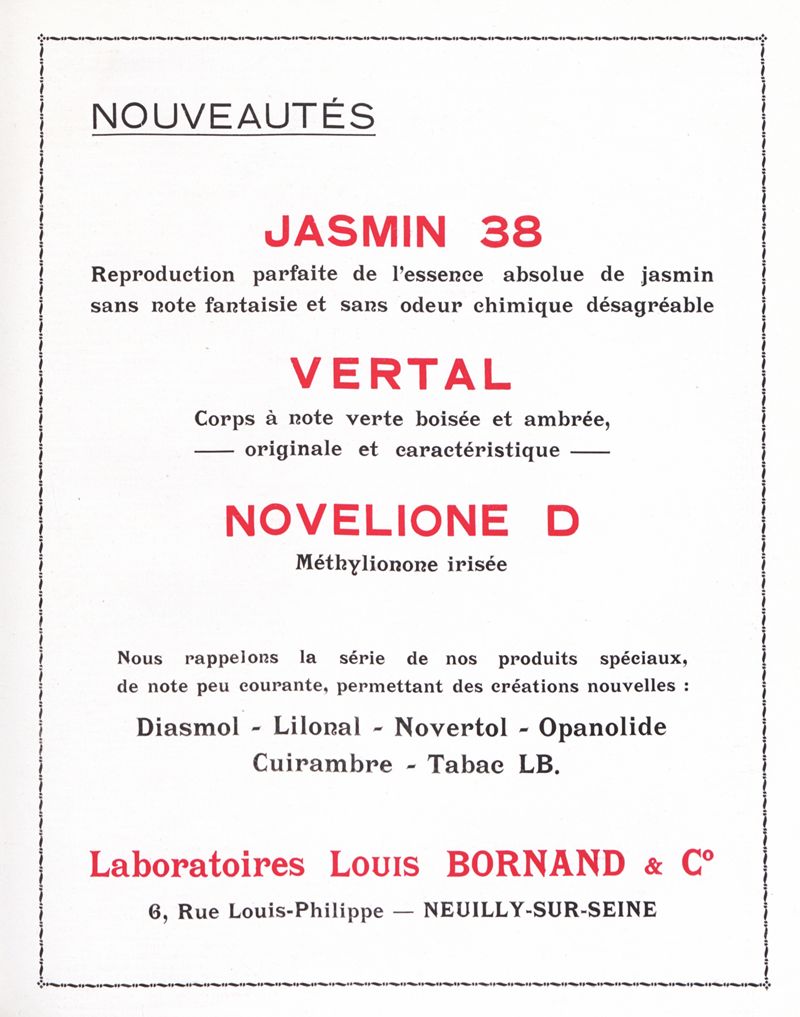 NOUVEAUTÉS
JASMIN 38
Reproduction parfaite de l'essence absolue de jasmin
sans note fantaisie et sans odeur chimique désagréable
VERTAL
Corps à note verte boisée et ambrée,
— originale et caractéristique —
NOVELIONE D
Méthylionone irisée
Nous rappelons la série de nos produits spéciaux,
de note peu courante, permettant des créations nouvelles :
Diasmol - Lilonal - Novertol - Opanolide
Cuirambre - Tabac LB.
Laboratoires Louis BORNAND & Cº
6, Rue Louis-Philippe — NEUILLY-SUR-SEINE